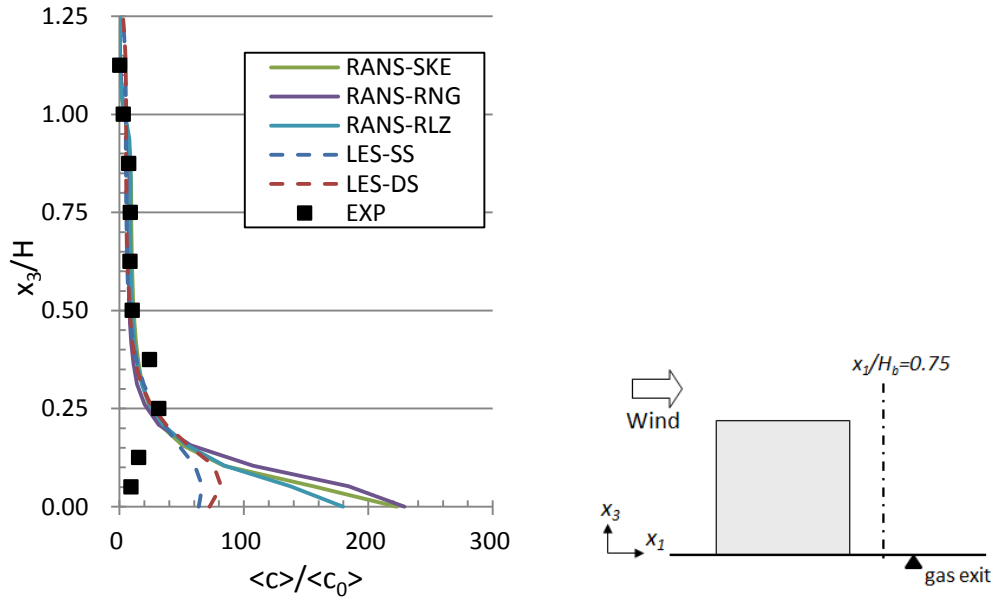 1.25
1.00
0.75
0.50
0.25
0.00
x3/H
RANS-SKE
RANS-RNG
RANS-RLZ
LES-SS
LES-DS
EXP
0
100
200
300
<c>/<c0>
Wind
x1/Hb=0.75
x3
x1
gas exit